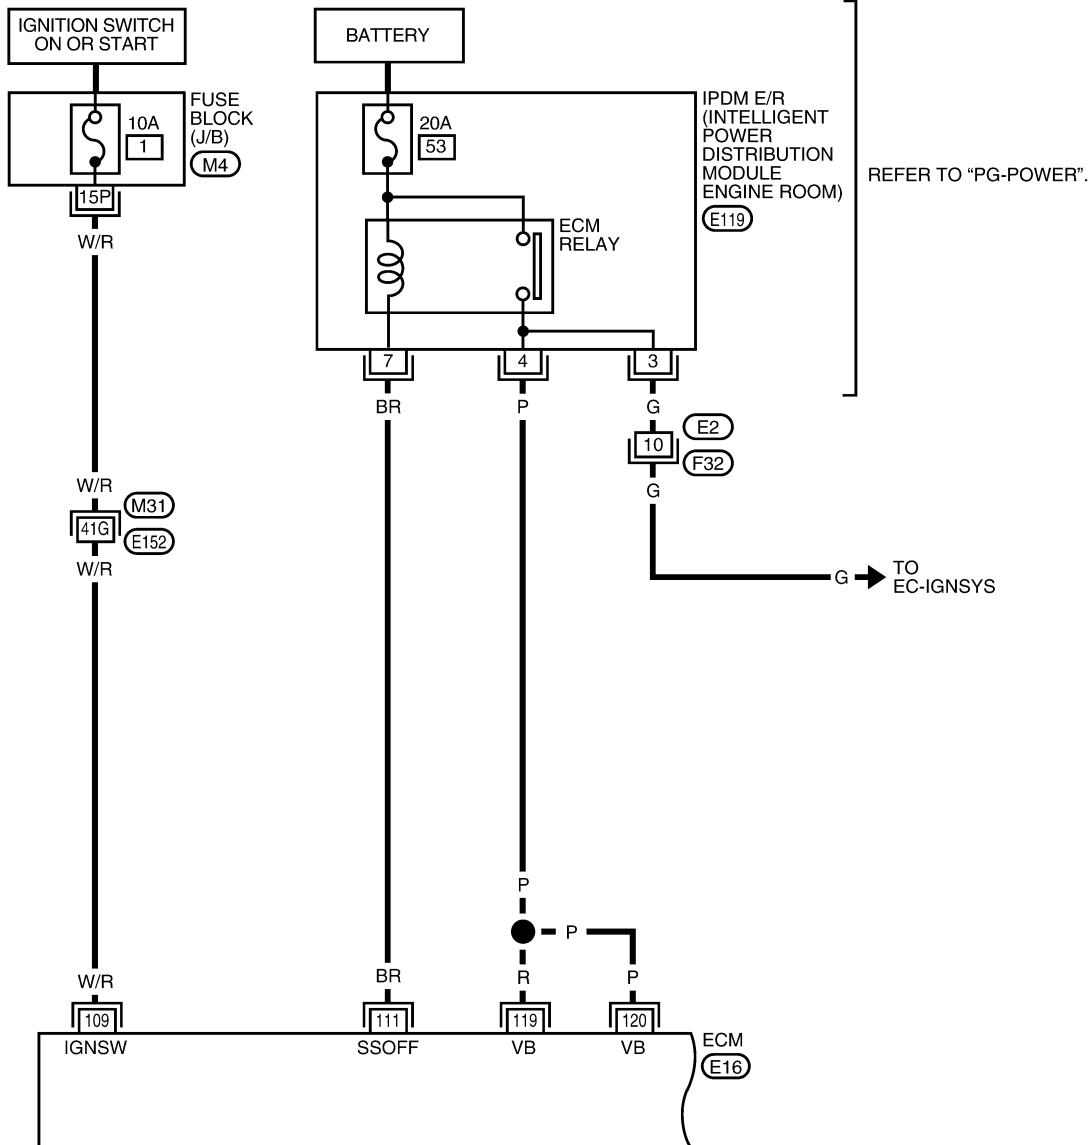 IGNITION SWITCH
ON OR START
BATTERY
10A
1
FUSE
BLOCK
(J/B)
M4
15P
W/R
20A
53
IPDM E/R
(INTELLIGENT
POWER
DISTRIBUTION
MODULE
ENGINE ROOM)
E119
REFER TO “PG-POWER”.
ECM
RELAY
7
4
3
BR
P
G
10
E2
F32
G
W/R
41G
M31
E152
W/R
G
TO
EC-IGNSYS
P
P
W/R
BR
R
P
109
111
119
120
IGNSW
SSOFF
VB
VB
ECM
E16